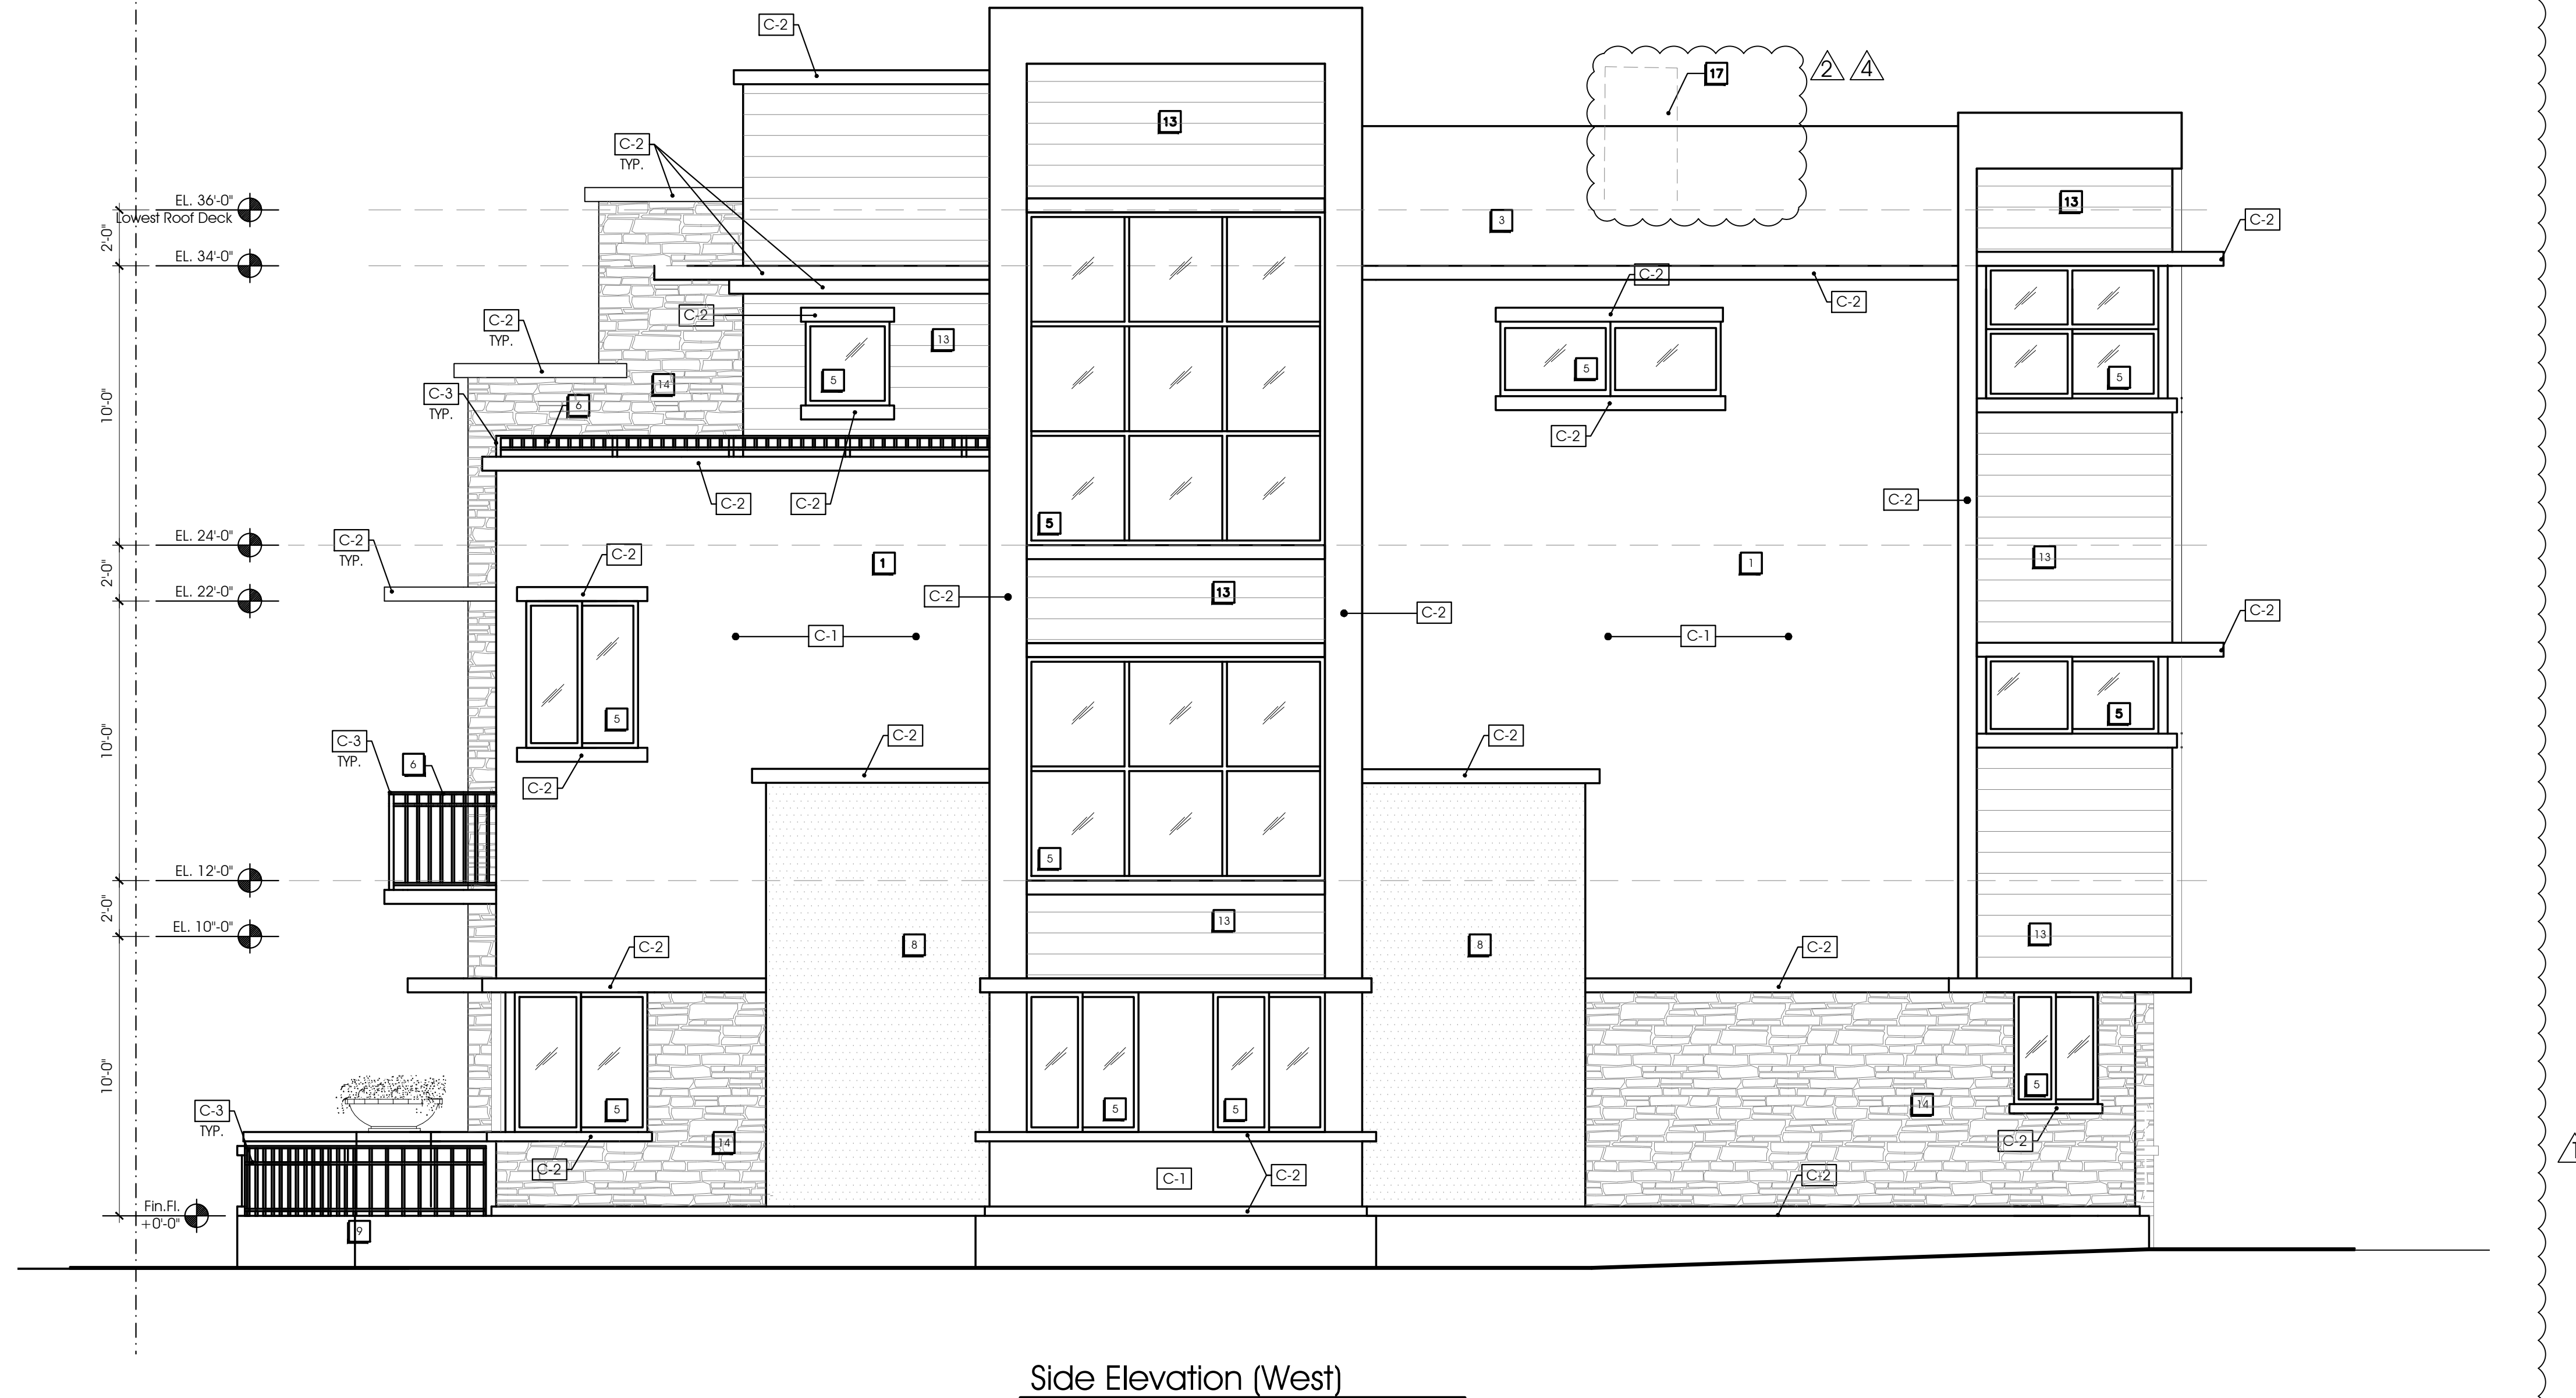 C-2
17
2
4
13
C-2
TYP.
EL. 36'-0"
Lowest Roof Deck
13
3
C-2
2'-0"
EL. 34'-0"
C-2
C-2
C-2
C-2
TYP.
13
5
5
5
14
C-3
TYP.
6
10'-0"
C-2
C-2
C-2
C-2
5
EL. 24'-0"
C-2
TYP.
C-2
1
1
13
2'-0"
EL. 22'-0"
C-2
13
C-2
C-2
C-1
C-1
5
5
C-3
TYP.
6
C-2
C-2
10'-0"
C-2
5
EL. 12'-0"
2'-0"
EL. 10"-0"
C-2
8
13
8
C-2
13
10'-0"
C-3
TYP.
5
5
5
14
5
14
C-2
C-2
C-1
C-2
C-2
Fin.Fl.
+0'-0"
9
Side Elevation (West)